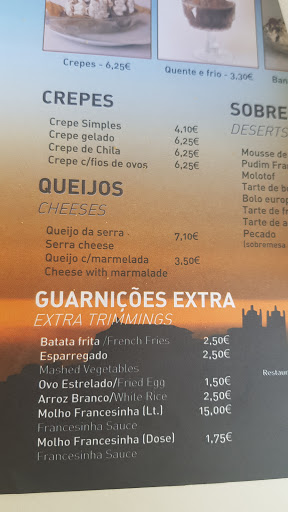 Crepes - 6,25€
Quente e frio - 3,30€
Ban
CREPES
Crepe Simples 4,10€
Crepe gelado 6,25€
Crepe de Chila 6,25€
Crepe c/fios de ovos 6,25€
QUEIJOS
CHEESES
Queijo da serra 7,10€
Serra cheese
Queijo c/marmelada 3,50€
Cheese with marmalade
SOBRE
DESERTS
Mousse de
Pudim Fran
Molotof
Tarte de b
Bolo euro
Tarte de f
Tarte de a
Pecado
(sobremesa
GUARNIÇÕES EXTRA
EXTRA TRIMMINGS
Batata frita /French Fries 2,50€
Esparregado 2,50€
Mashed Vegetables
Ovo Estrelado/Fried Egg 1,50€
Arroz Branco/White Rice 2,50€
Molho Francesinha (Lt.) 15,00€
Francesinha Sauce
Molho Francesinha (Dose) 1,75€
Francesinha Sauce
Restaur